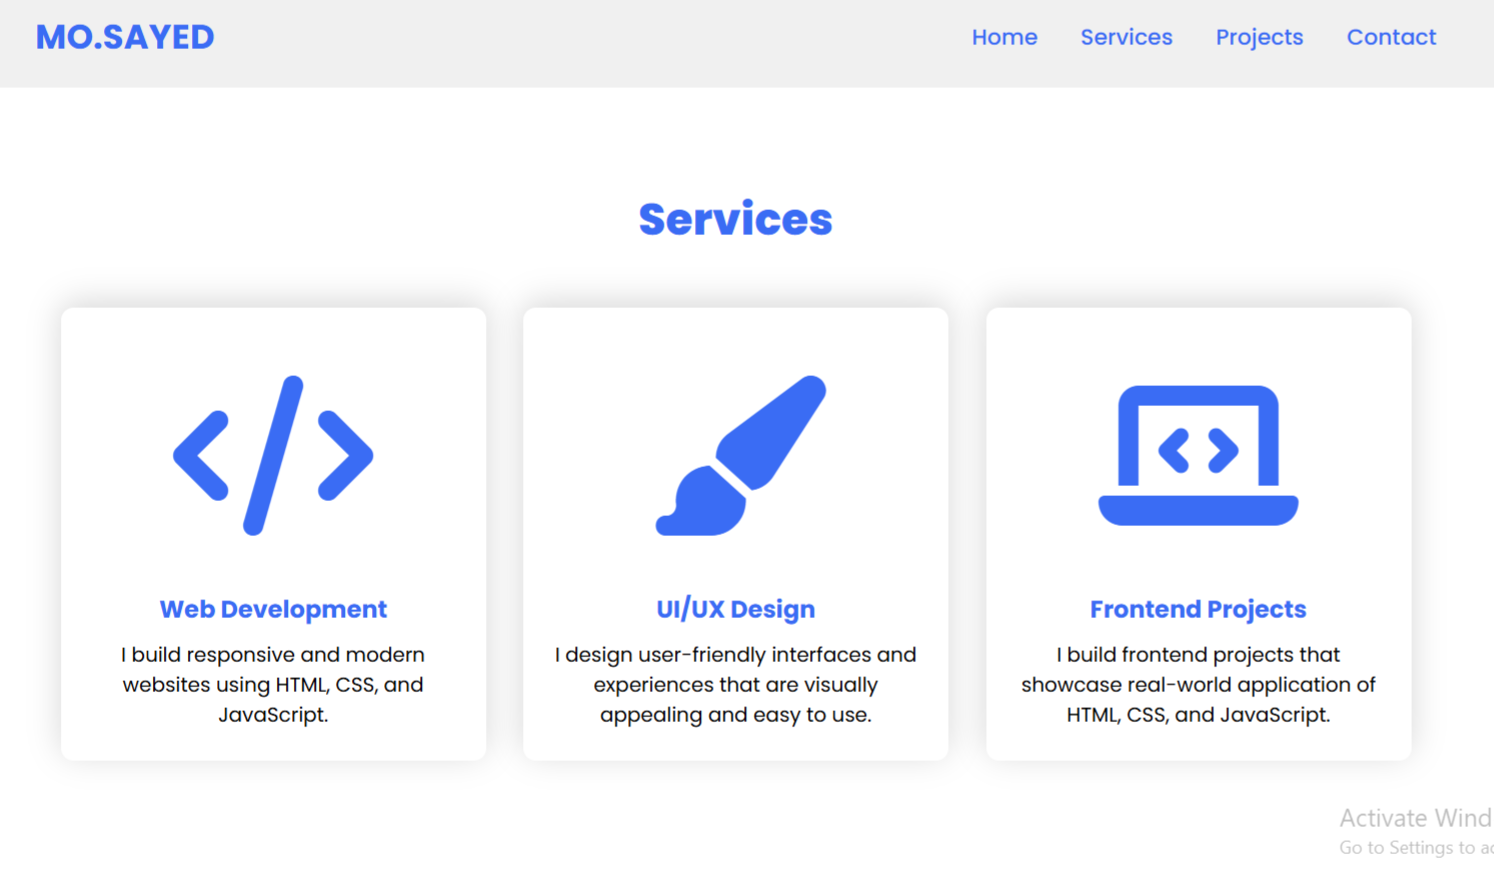 MO.SAYED
Home Services Projects Contact
Services
Web Development
I build responsive and modern
websites using HTML, CSS, and
JavaScript.
UI/UX Design
I design user-friendly interfaces and
experiences that are visually
appealing and easy to use.
Frontend Projects
I build frontend projects that
showcase real-world application of
HTML, CSS, and JavaScript.
Activate Wind
Go to Settings to ac